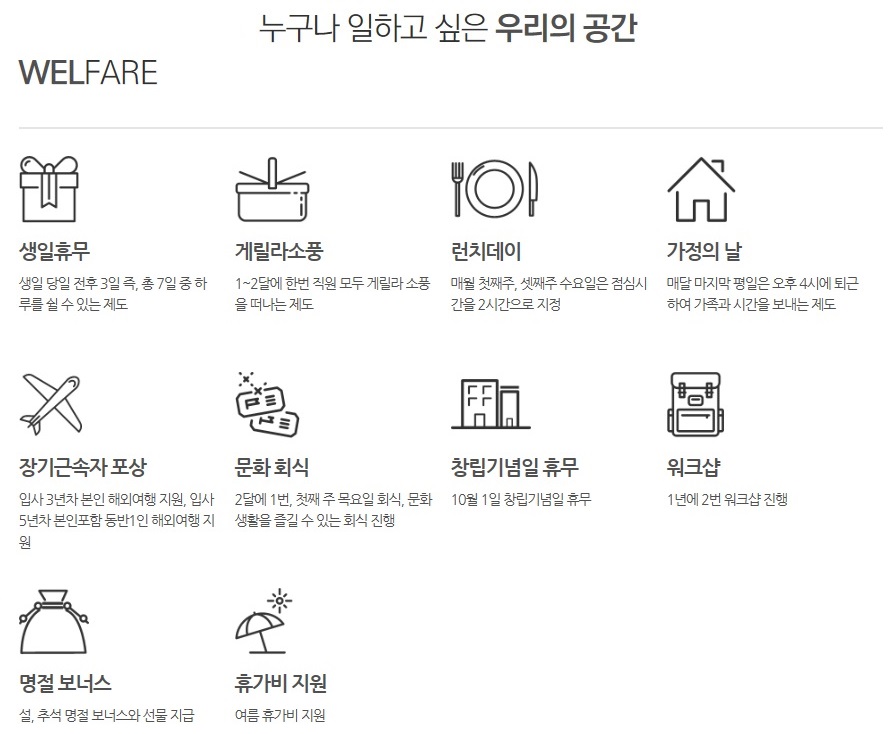 누구나 일하고 싶은 우리의 공간
WELFARE
생일휴무
생일 당일 전후 3일 즉, 총 7일 중 하
루를 쉴 수 있는 제도
게릴라소풍
1~2달에 한번 직원 모두 게릴라 소풍
을 떠나는 제도
런치데이
매월 첫째주, 셋째주 수요일은 점심시
간을 2시간으로 지정
가정의 날
매달 마지막 평일은 오후 4시에 퇴근
하여 가족과 시간을 보내는 제도
장기근속자 포상
입사 3년차 본인 해외여행 지원, 입사
5년차 본인포함 동반1인 해외여행 지
원
문화 회식
2달에 1번, 첫째 주 목요일 회식, 문화
생활을 즐길 수 있는 회식 진행
창립기념일 휴무
10월 1일 창립기념일 휴무
워크샵
1년에 2번 워크샵 진행
명절 보너스
설, 추석 명절 보너스와 선물 지급
휴가비 지원
여름 휴가비 지원